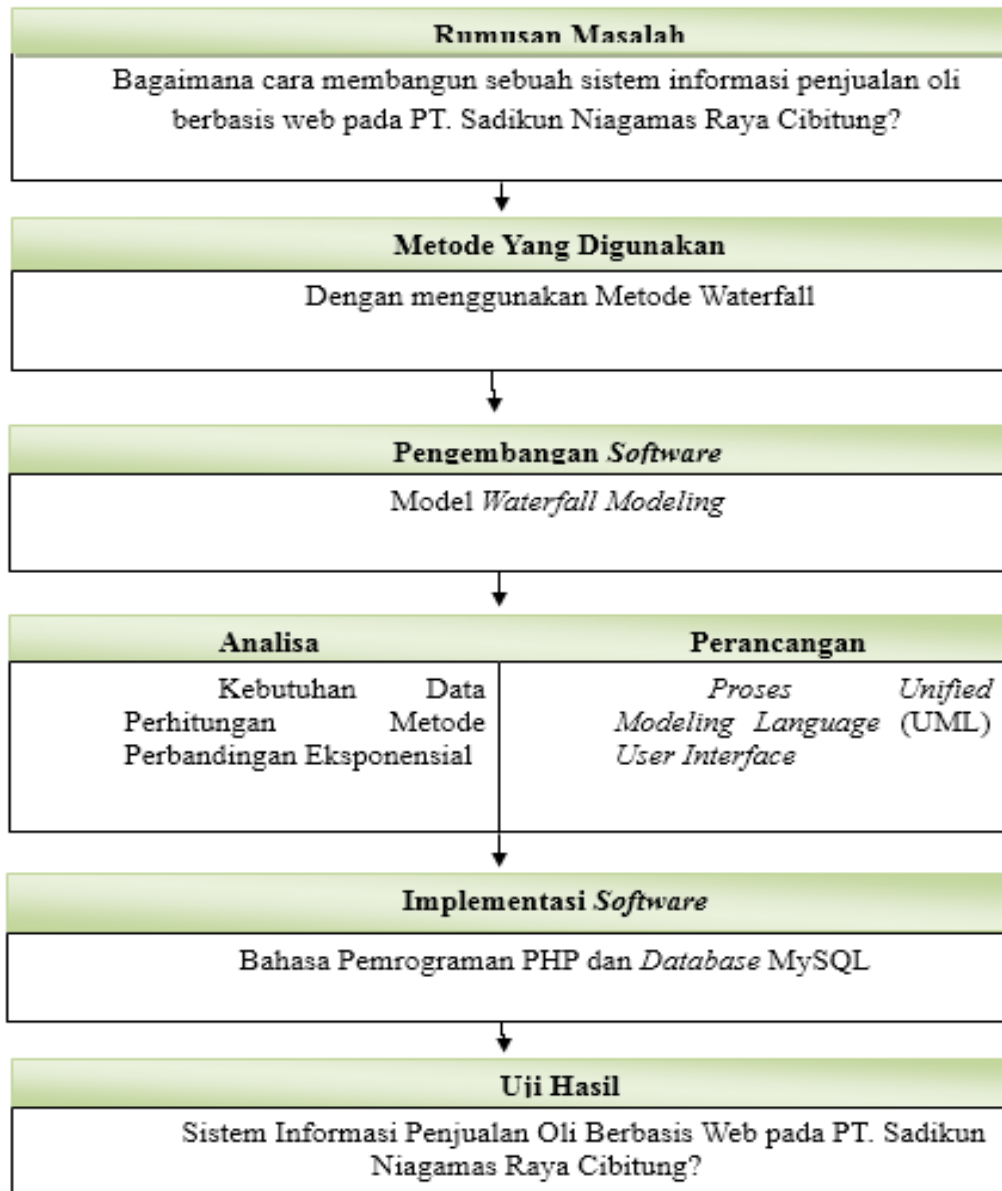 Rumusan Masalah
Bagaimana cara membangun sebuah sistem informasi penjualan oli
berbasis web pada PT. Sadikun Niagamas Raya Cibitung?
Metode Yang Digunakan
Dengan menggunakan Metode Waterfall
Pengembangan Software
Model Waterfall Modeling
Analisa
Kebutuhan Data
Perhitungan Metode
Perbandingan Eksponensial
Perancangan
Proses Unified
Modeling Language (UML)
User Interface
Implementasi Software
Bahasa Pemrograman PHP dan Database MySQL
Uji Hasil
Sistem Informasi Penjualan Oli Berbasis Web pada PT. Sadikun
Niagamas Raya Cibitung?